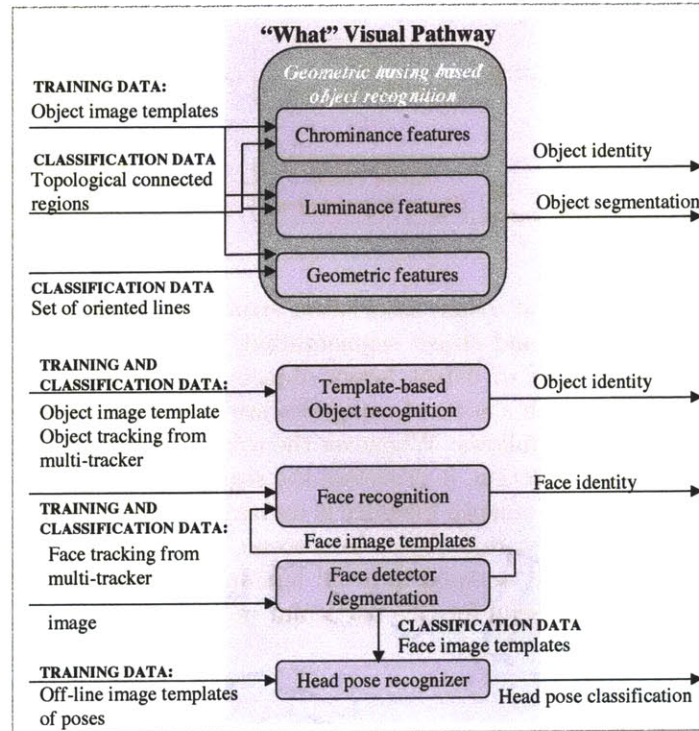 “What” Visual Pathway
Geometric hasing based
object recognition
TRAINING DATA:
Object image templates
Chrominance features
CLASSIFICATION DATA
Topological connected
regions
Luminance features
Object identity
Object segmentation
Geometric features
CLASSIFICATION DATA
Set of oriented lines
TRAINING AND
CLASSIFICATION DATA:
Object image template
Object tracking from
multi-tracker
Template-based
Object recognition
Object identity
Face recognition
Face identity
TRAINING AND
CLASSIFICATION DATA:
Face tracking from
multi-tracker
Face image templates
Face detector
/segmentation
image
CLASSIFICATION DATA
Face image templates
TRAINING DATA:
Off-line image templates
of poses
Head pose recognizer
Head pose classification